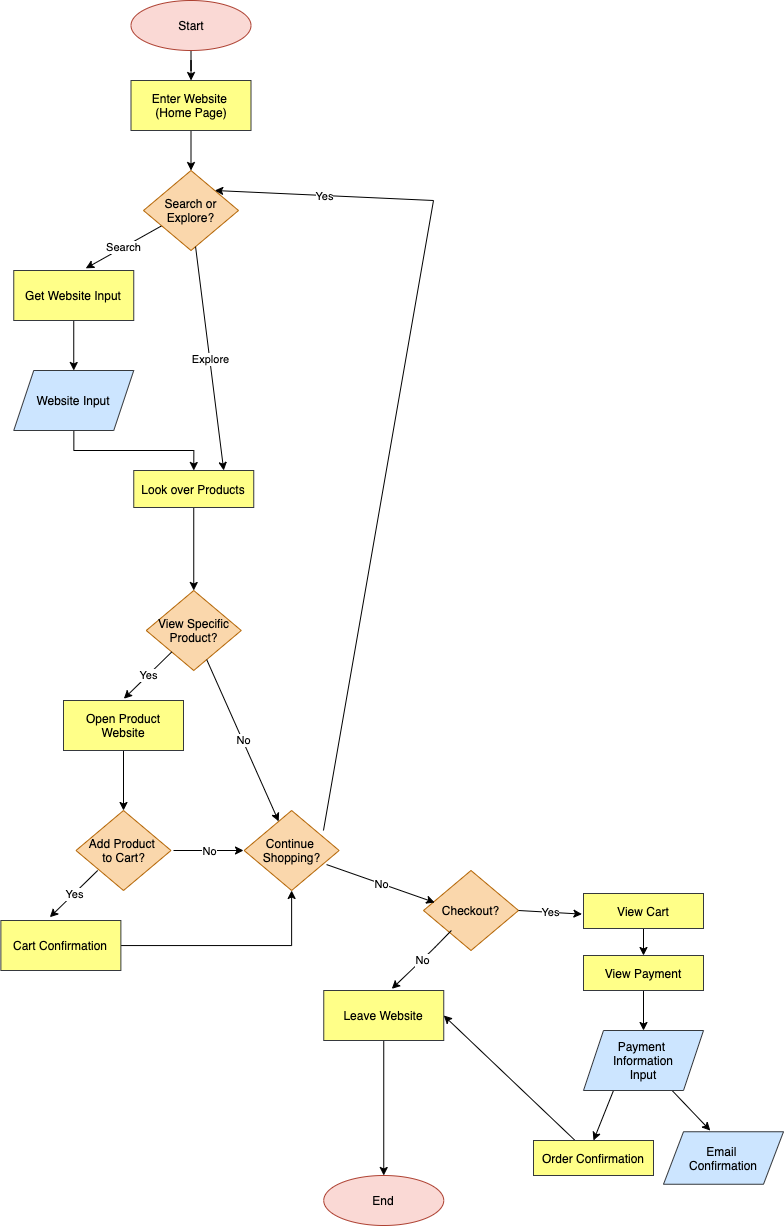 Start
Enter Website
(Home Page)
Search or
Explore?
Yes
Search
Get Website Input
Explore
Website Input
Look over Products
View Specific
Product?
Yes
Open Product
Website
No
Add Product
to Cart?
No
Continue
Shopping?
Yes
Cart Confirmation
No
Checkout?
Yes
View Cart
No
View Payment
Leave Website
Payment
Information
Input
Order Confirmation
Email
Confirmation
End